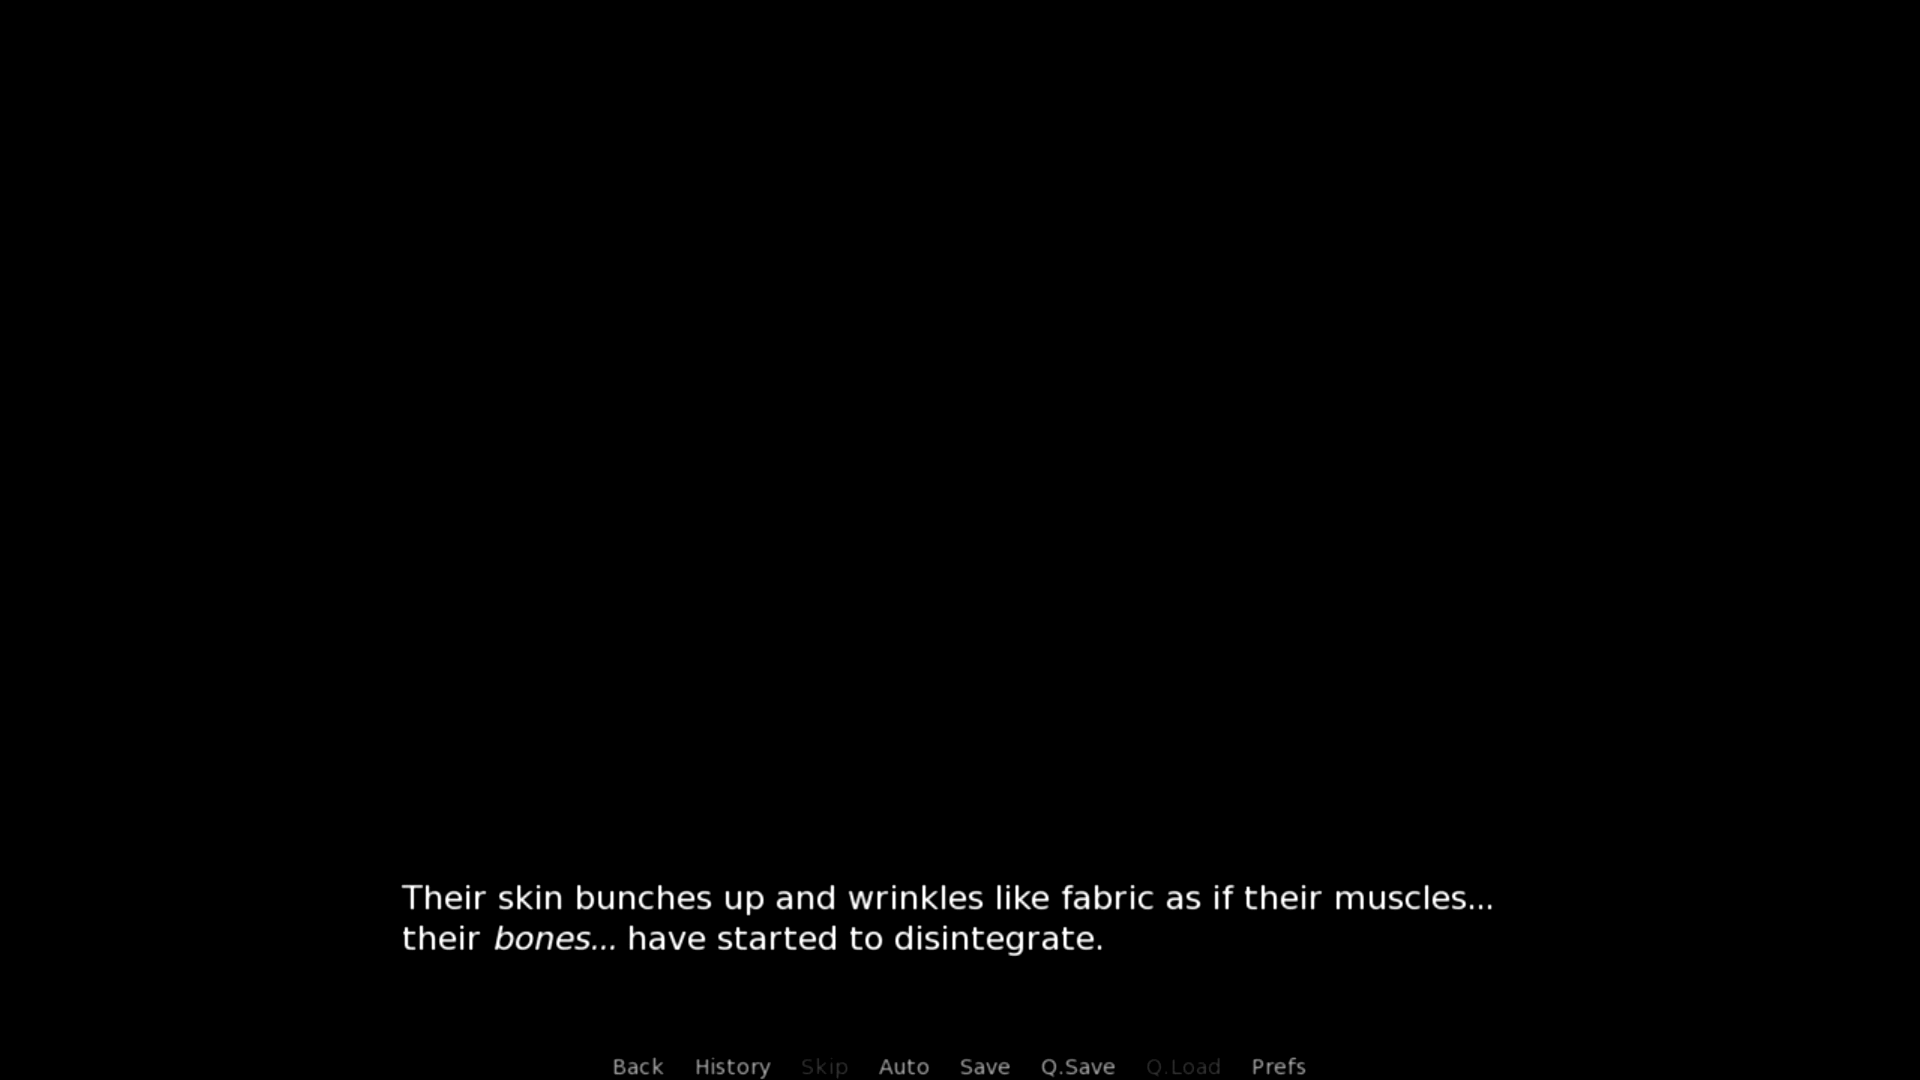 Their skin bunches up and wrinkles like fabric as if their muscles...
their bones... have started to disintegrate.
Back History Skip Auto Save Q.Save Q.Load Prefs